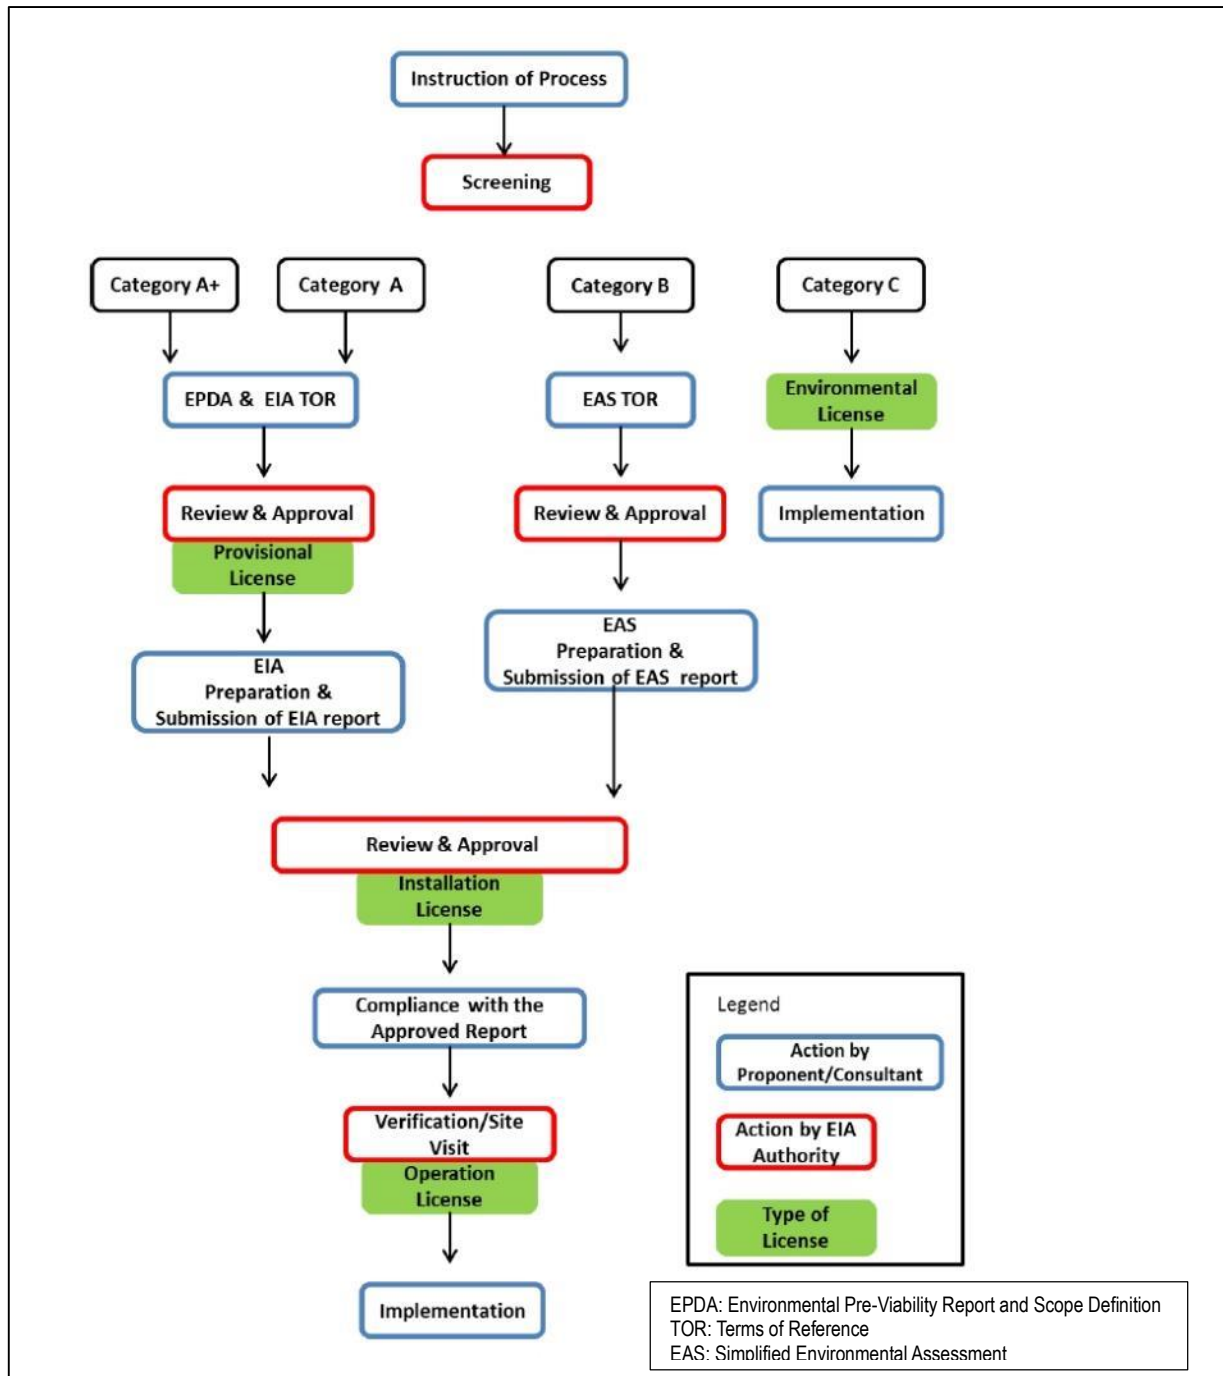 Instruction of Process
Screening
Category A+
Category A
Category B
Category C
EPDA & EIA TOR
EAS TOR
Environmental
License
Review & Approval
Provisional
License
Review & Approval
Implementation
EIA
Preparation &
Submission of EIA report
EAS
Preparation &
Submission of EAS report
Review & Approval
Installation
License
Compliance with the
Approved Report
Verification/Site
Visit
Operation
License
Implementation
Legend
Action by
Proponent/Consultant
Action by EIA
Authority
Type of
License
EPDA: Environmental Pre-Viability Report and Scope Definition
TOR: Terms of Reference
EAS: Simplified Environmental Assessment